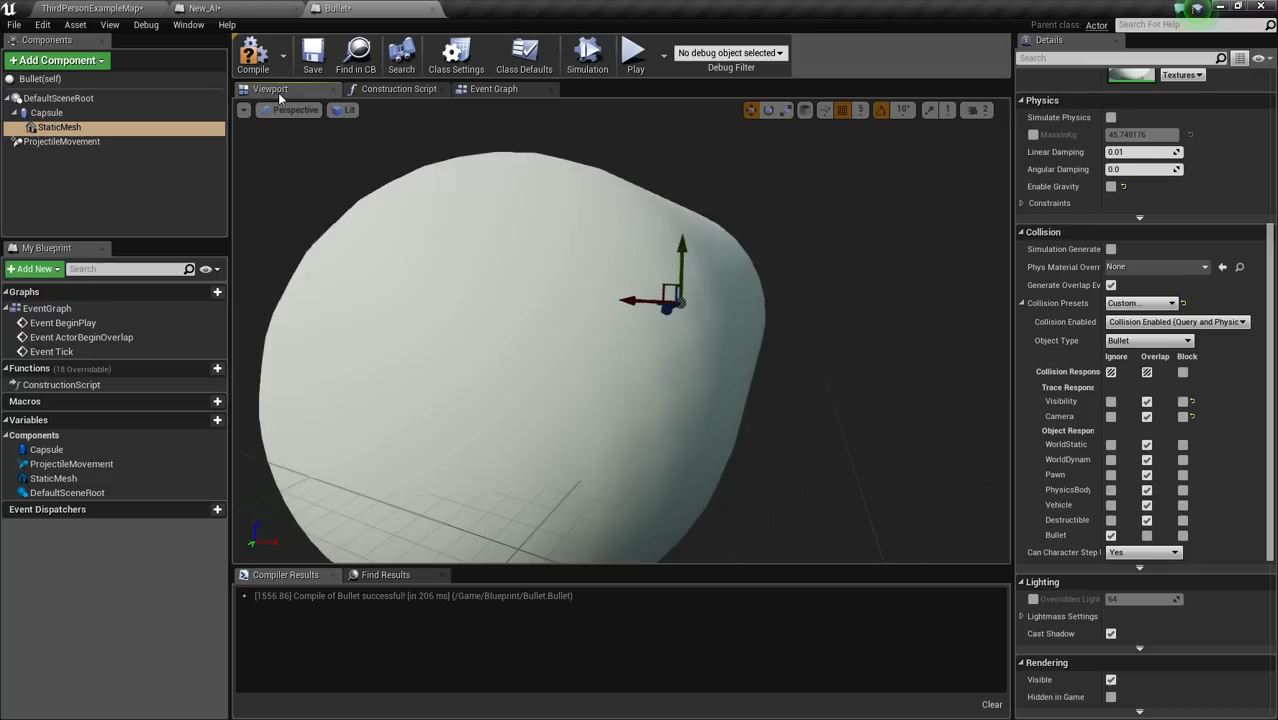 ThirdPersonExampleMap*
New_AI*
Bullet*
File Edit Asset View Debug Window Help
Parent class: Actor
Search For Help
Components
Add Component
Bullet(self)
DefaultSceneRoot
Capsule
StaticMesh
ProjectileMovement
My Blueprint
Add New
Search
Graphs
EventGraph
Event BeginPlay
Event ActorBeginOverlap
Event Tick
Functions (18 Overridable)
ConstructionScript
Macros
Variables
Components
Capsule
ProjectileMovement
StaticMesh
DefaultSceneRoot
Event Dispatchers
Compile
Save
Find in CB
Search
Class Settings
Class Defaults
Simulation
Play
No debug object selected
Debug Filter
Viewport
Construction Script
Event Graph
Perspective
Lit
5
10°
1
2
Compiler Results
Find Results
[1556.86] Compile of Bullet successful! [in 206 ms] (/Game/Blueprint/Bullet.Bullet)
Clear
Details
Search
Textures
Physics
Simulate Physics
MassInKg 45.749176
Linear Damping 0.01
Angular Damping 0.0
Enable Gravity
Constraints
Collision
Simulation Generate
Phys Material Overr None
Generate Overlap Ev
Collision Presets Custom...
Collision Enabled Collision Enabled (Query and Physic
Object Type Bullet
Ignore Overlap Block
Collision Respons
Trace Respon
Visibility
Camera
Object Respon
WorldStatic
WorldDynam
Pawn
PhysicsBody
Vehicle
Destructible
Bullet
Can Character Step U Yes
Lighting
Overridden Light 64
Lightmass Settings
Cast Shadow
Rendering
Visible
Hidden in Game